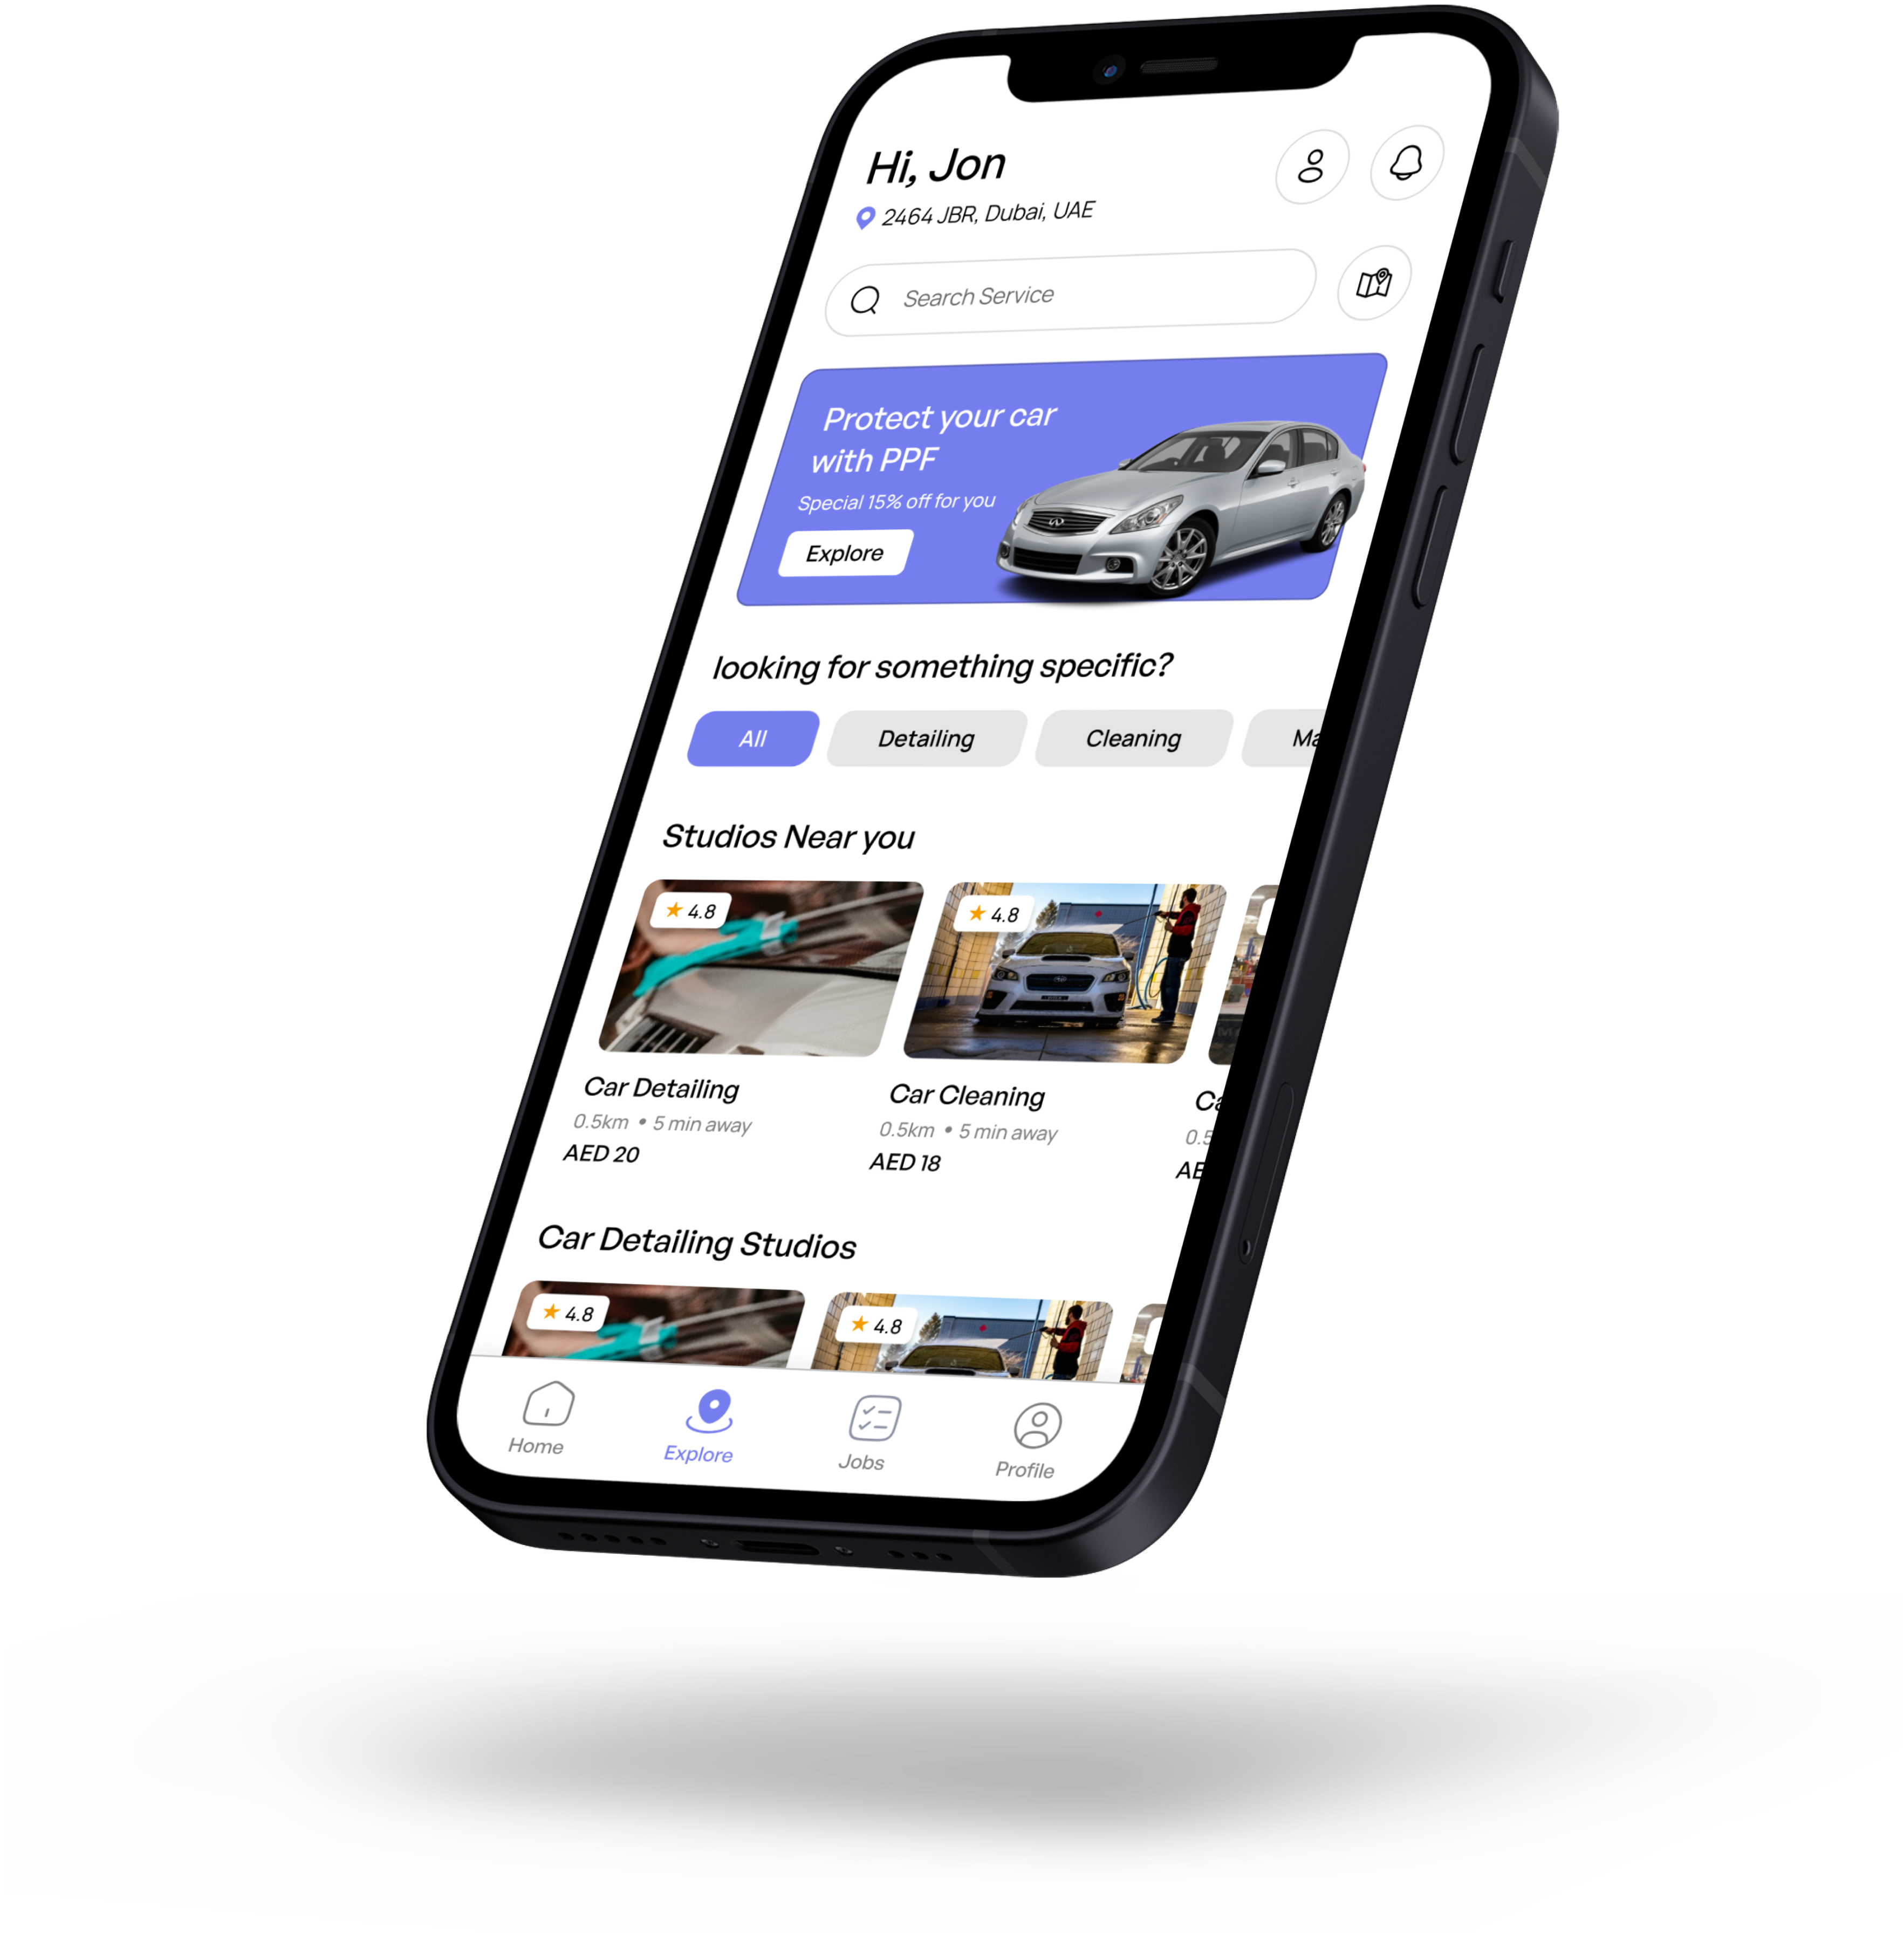 Hi, Jon
2464 JBR, Dubai, UAE
Search Service
Protect your car
with PPF
Special 15% off for you
Explore
looking for something specific?
All Detailing Cleaning Ma
Studios Near you
4.8 4.8
Car Detailing Car Cleaning Ca
0.5km • 5 min away 0.5km • 5 min away 0.5
AED 20 AED 18 AE
Car Detailing Studios
4.8 4.8
Home Explore Jobs Profile